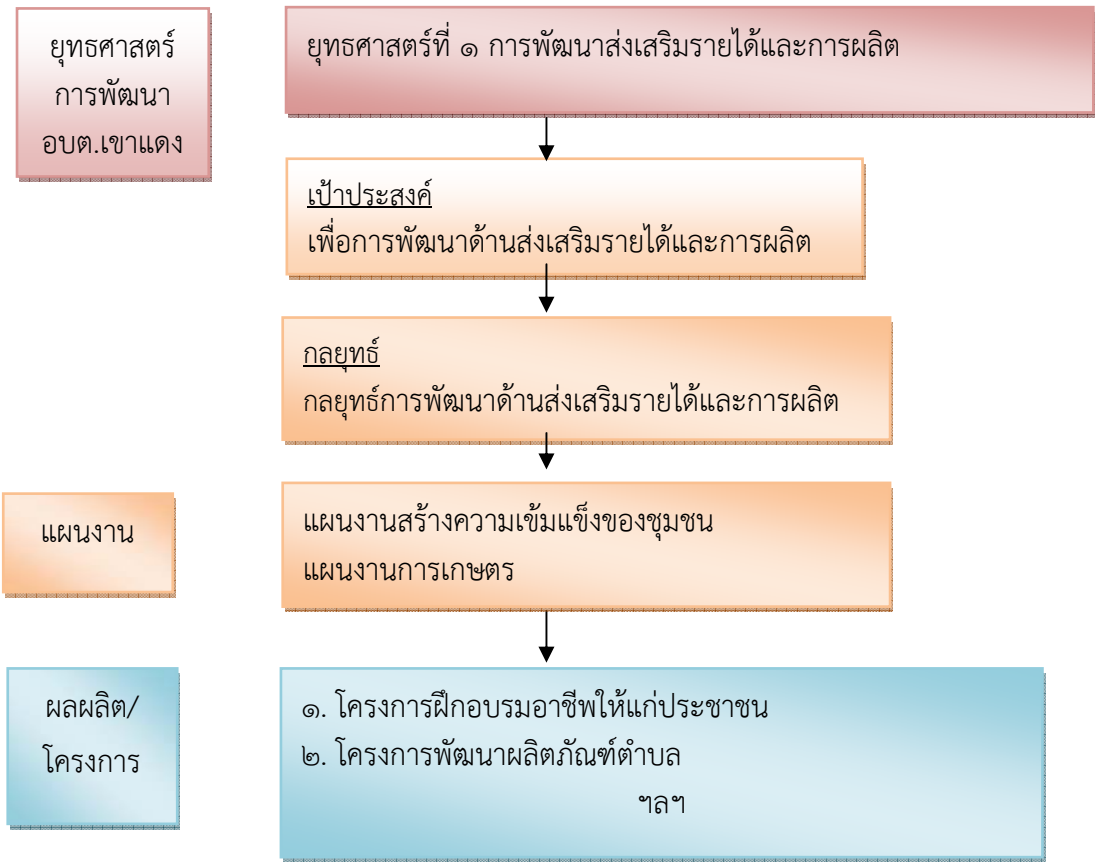 ยุทธศาสตร์
การพัฒนา
อบต.เขาแดง
ยุทธศาสตร์ที่ ๑ การพัฒนาส่งเสริมรายได้และการผลิต
เป้าประสงค์
เพื่อการพัฒนาด้านส่งเสริมรายได้และการผลิต
กลยุทธ์
กลยุทธ์การพัฒนาด้านส่งเสริมรายได้และการผลิต
แผนงาน
แผนงานสร้างความเข้มแข็งของชุมชน
แผนงานการเกษตร
ผลผลิต/
โครงการ
๑. โครงการฝึกอบรมอาชีพให้แก่ประชาชน
๒. โครงการพัฒนาผลิตภัณฑ์ตำบล
ฯลฯ